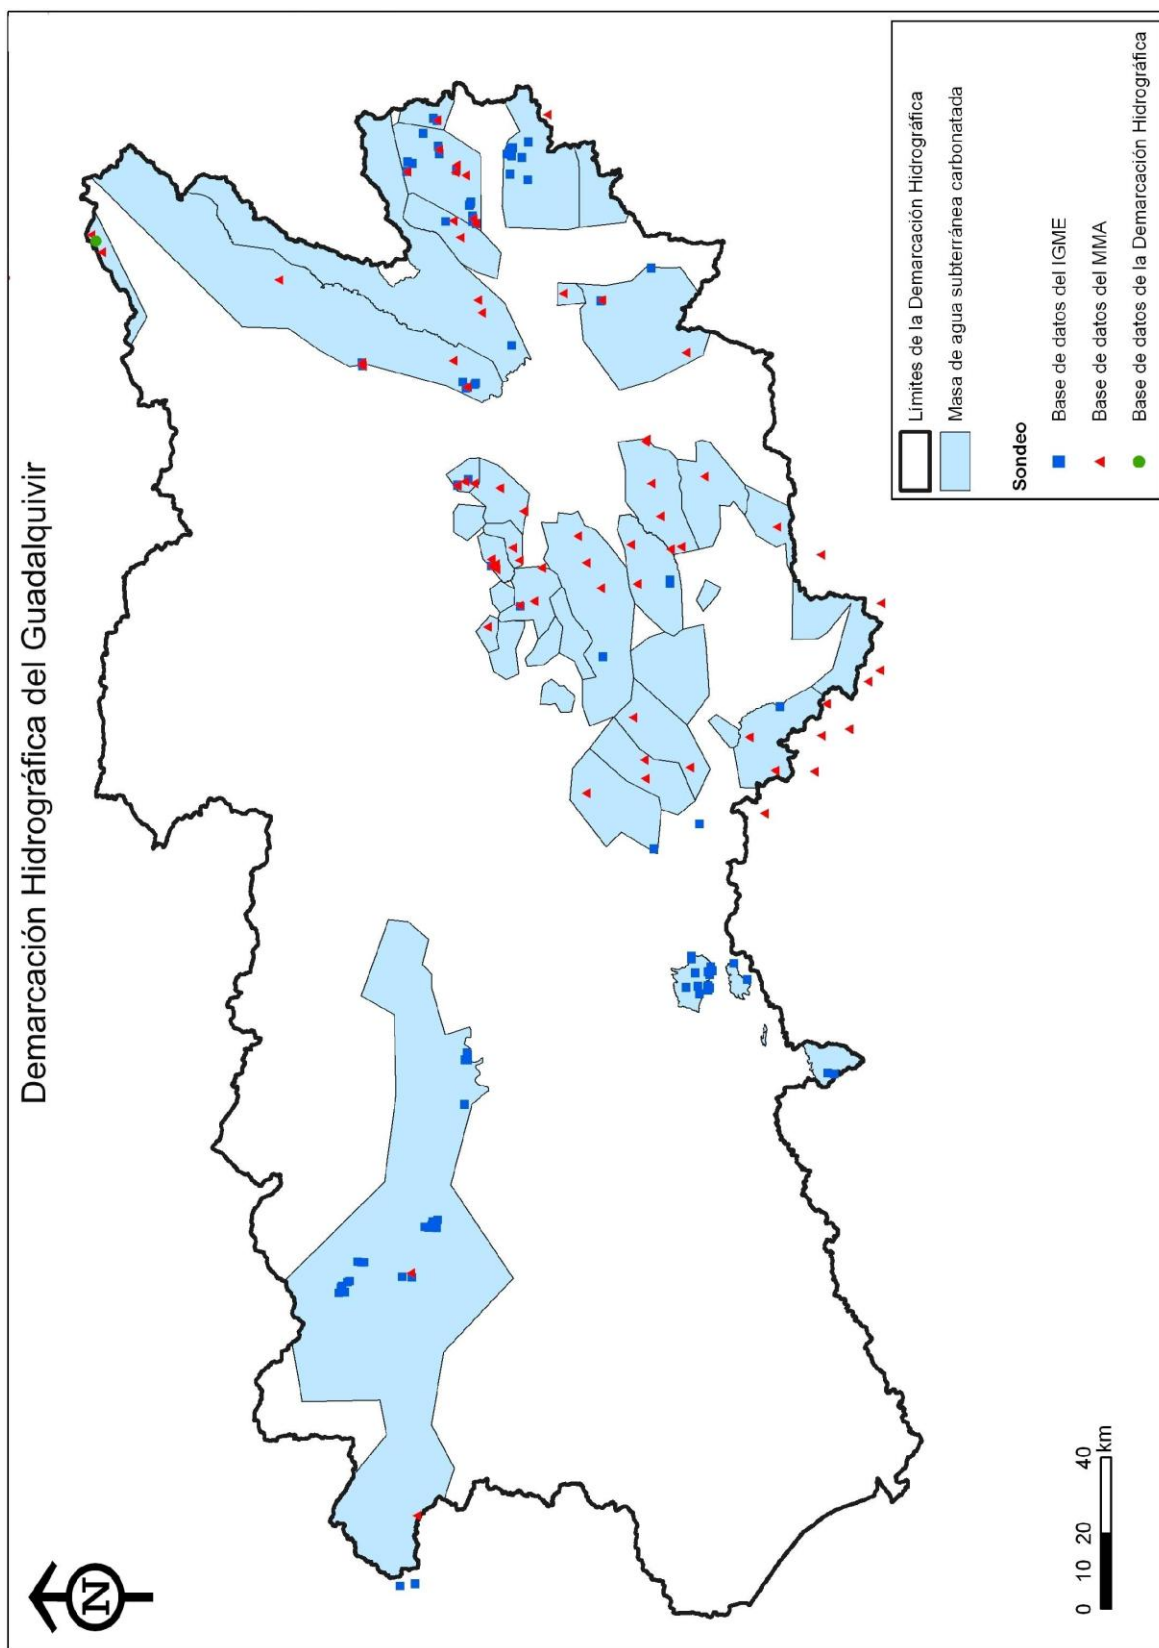 Demarcación Hidrográfica del Guadalquivir
N
0 10 20 40
km
Límites de la Demarcación Hidrográfica
Masa de agua subterránea carbonatada
Sondeo
Base de datos del IGME
Base de datos del MMA
Base de datos de la Demarcación Hidrográfica